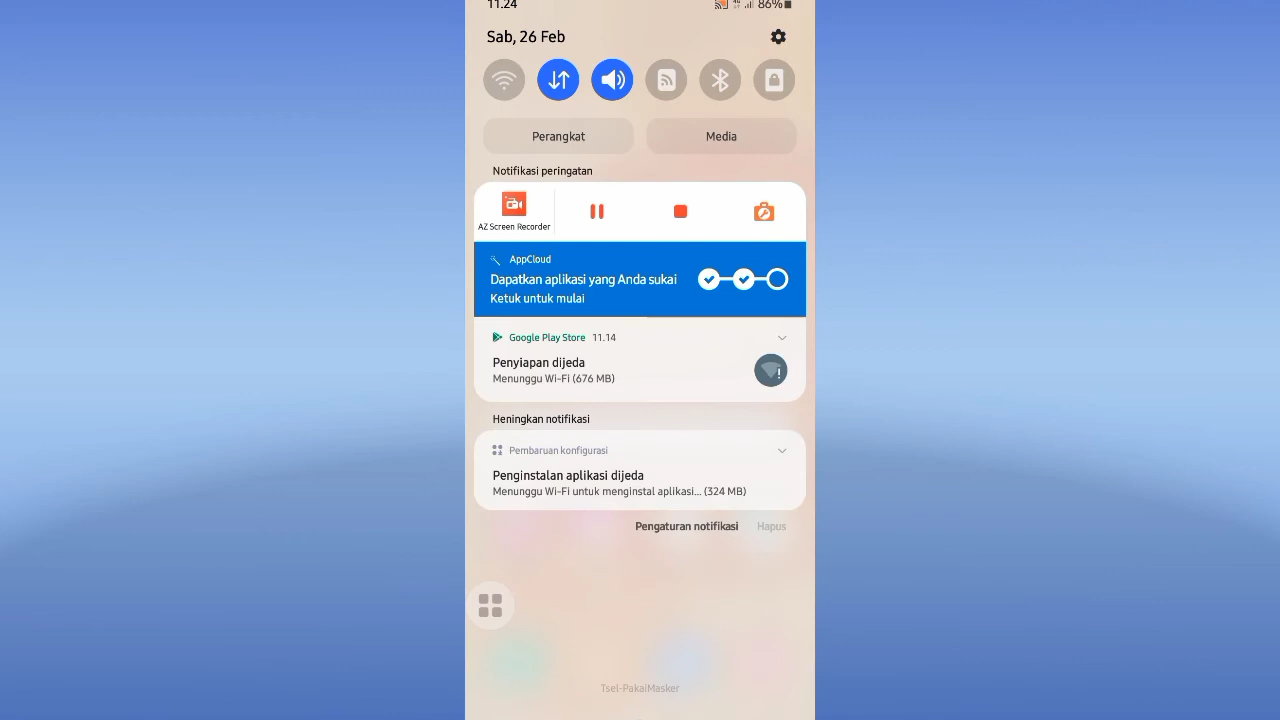 11.24
86%
Sab, 26 Feb
Perangkat
Media
Notifikasi peringatan
AZ Screen Recorder
AppCloud
Dapatkan aplikasi yang Anda sukai
Ketuk untuk mulai
Google Play Store 11.14
Penyiapan dijeda
Menunggu Wi-Fi (676 MB)
Heningkan notifikasi
Pembaruan konfigurasi
Penginstalan aplikasi dijeda
Menunggu Wi-Fi untuk menginstal aplikasi... (324 MB)
Pengaturan notifikasi
Hapus
Tsel-PakaiMasker